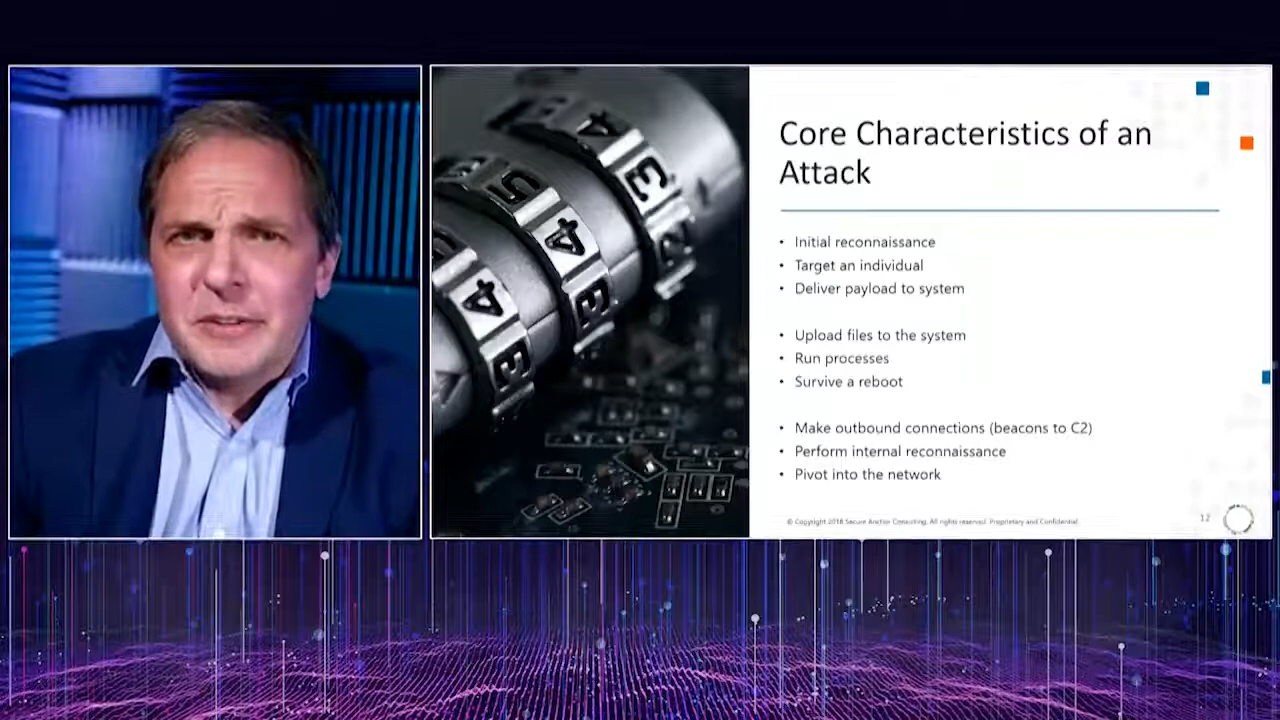 Core Characteristics of an
Attack
• Initial reconnaissance
• Target an individual
• Deliver payload to system
• Upload files to the system
• Run processes
• Survive a reboot
• Make outbound connections (beacons to C2)
• Perform internal reconnaissance
• Pivot into the network
© Copyright 2018 Secure Anchor Consulting. All rights reserved. Proprietary and Confidential
12